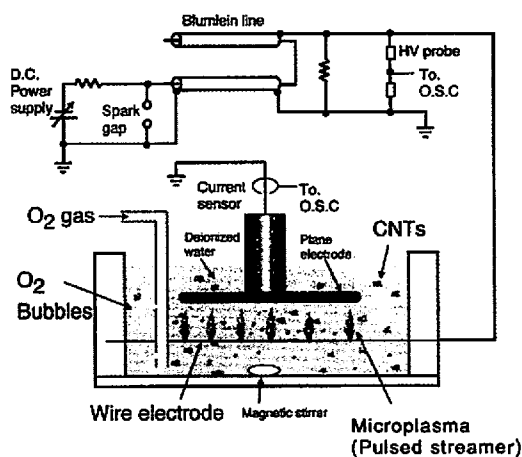 Blumlein line
D.C.
Power
supply
Spark
gap
HV probe
To.
O.S.C
Current
sensor
To.
O.S.C
O2 gas
Deionized
water
Plane
electrode
CNTs
O2
Bubbles
Wire electrode
Magnetic stirrer
Microplasma
(Pulsed streamer)